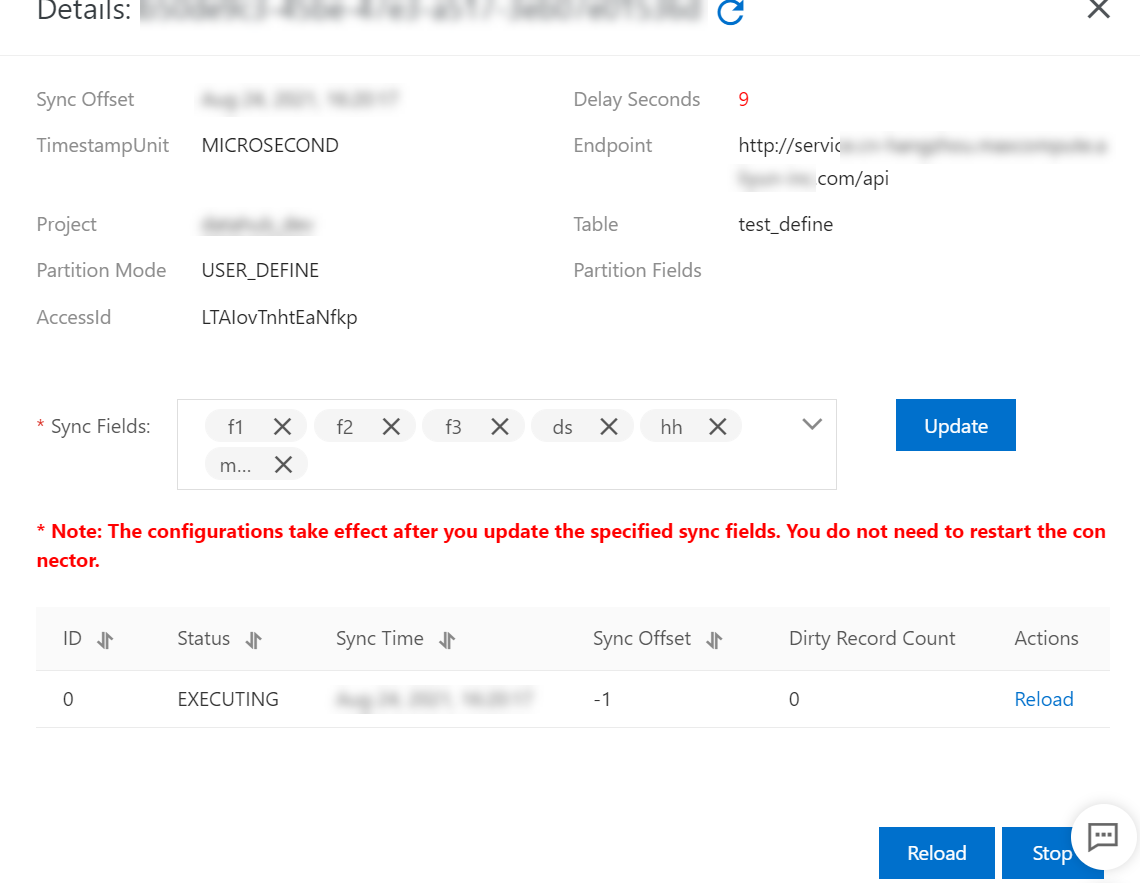 Details:
Sync Offset
Delay Seconds 9
TimestampUnit MICROSECOND
Endpoint http://servic
com/api
Project
Table test_define
Partition Mode USER_DEFINE
Partition Fields
AccessId LTAIovTnhtEaNfkp
* Sync Fields: f1 f2 f3 ds hh
m...
Update
* Note: The configurations take effect after you update the specified sync fields. You do not need to restart the con
nector.
ID Status Sync Time Sync Offset Dirty Record Count Actions
0 EXECUTING -1 0 Reload
Reload Stop